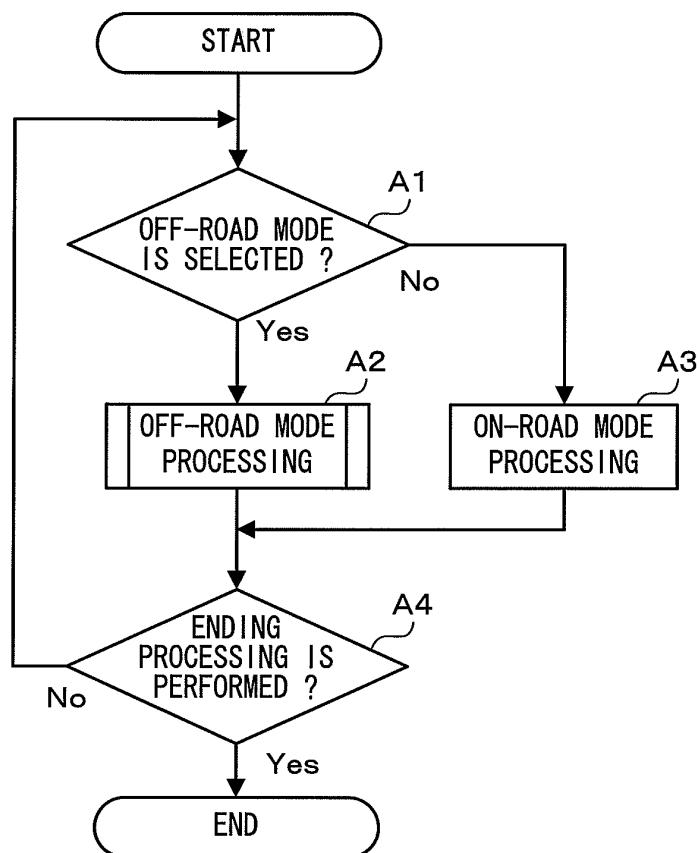 START
A1
OFF-ROAD MODE
IS SELECTED ?
No
Yes
A2
A3
OFF-ROAD MODE
PROCESSING
ON-ROAD MODE
PROCESSING
A4
ENDING
PROCESSING IS
PERFORMED ?
No
Yes
END